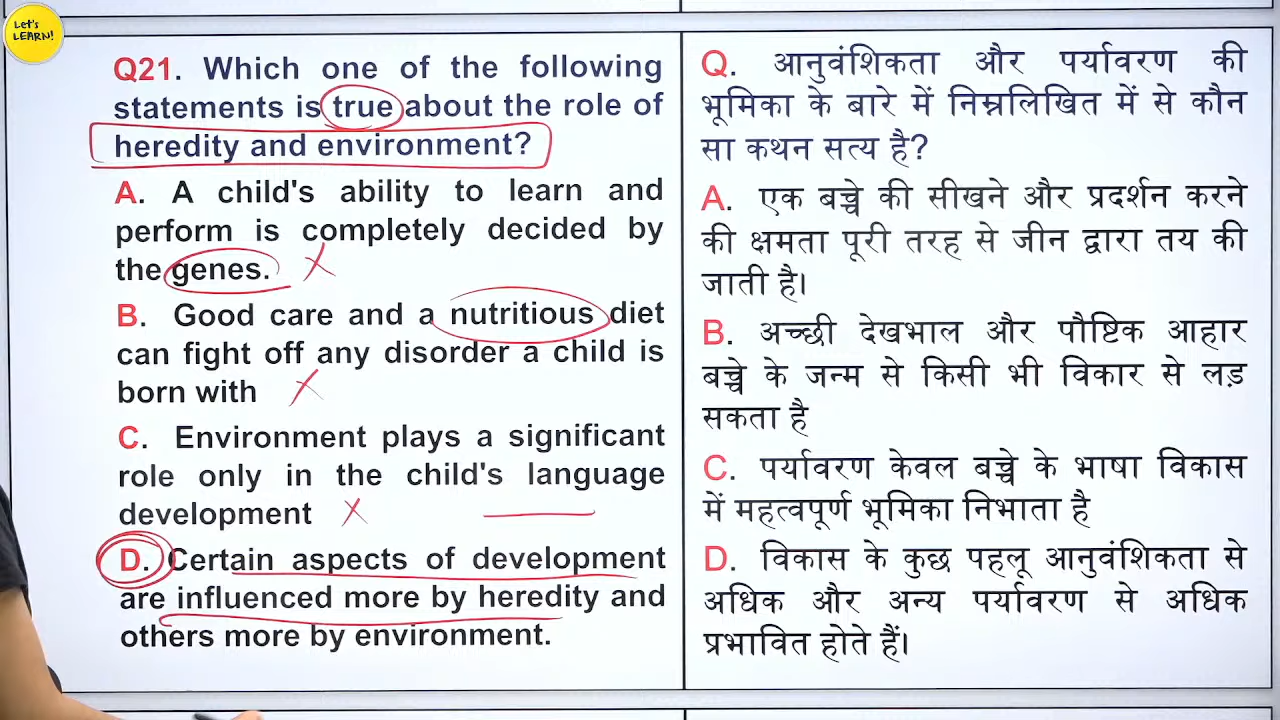 Let's
LEARN!
Q21. Which one of the following
statements is true about the role of
heredity and environment?
A. A child's ability to learn and
perform is completely decided by
the genes.
B. Good care and a nutritious diet
can fight off any disorder a child is
born with
C. Environment plays a significant
role only in the child's language
development
D. Certain aspects of development
are influenced more by heredity and
others more by environment.
Q. आनुवंशिकता और पर्यावरण की
भूमिका के बारे में निम्नलिखित में से कौन
सा कथन सत्य है?
A. एक बच्चे की सीखने और प्रदर्शन करने
की क्षमता पूरी तरह से जीन द्वारा तय की
जाती है।
B. अच्छी देखभाल और पौष्टिक आहार
बच्चे के जन्म से किसी भी विकार से लड़
सकता है
C. पर्यावरण केवल बच्चे के भाषा विकास
में महत्वपूर्ण भूमिका निभाता है
D. विकास के कुछ पहलू आनुवंशिकता से
अधिक और अन्य पर्यावरण से अधिक
प्रभावित होते हैं।